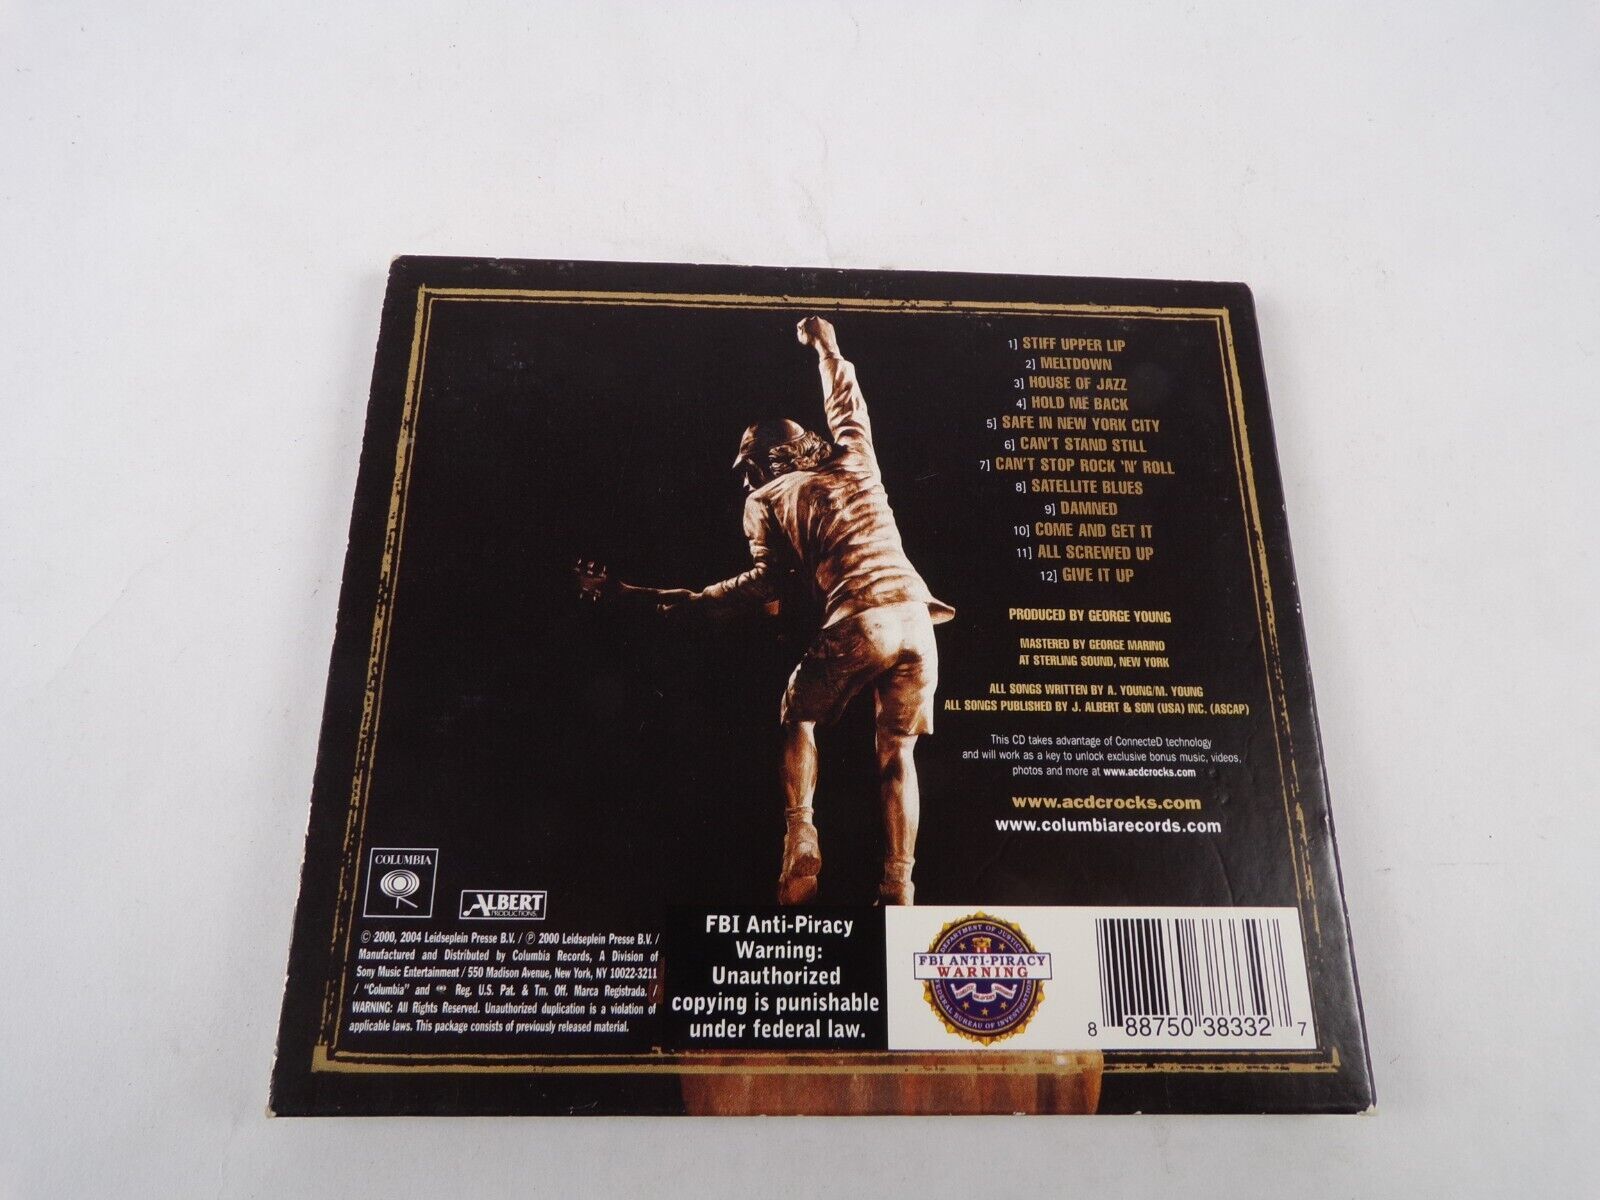 1] STIFF UPPER LIP
2] MELTDOWN
3] HOUSE OF JAZZ
4] HOLD ME BACK
5] SAFE IN NEW YORK CITY
6] CAN'T STAND STILL
7] CAN'T STOP ROCK 'N' ROLL
8] SATELLITE BLUES
9] DAMNED
10] COME AND GET IT
11] ALL SCREWED UP
12] GIVE IT UP
PRODUCED BY GEORGE YOUNG
MASTERED BY GEORGE MARINO
AT STERLING SOUND, NEW YORK
ALL SONGS WRITTEN BY A. YOUNG/M. YOUNG
ALL SONGS PUBLISHED BY J. ALBERT & SON (USA) INC. (ASCAP)
This CD takes advantage of ConnecteD technology
and will work as a key to unlock exclusive bonus music, videos,
photos and more at www.acdcrocks.com
www.acdcrocks.com
www.columbiarecords.com
COLUMBIA
ALBERT
PRODUCTIONS
© 2000, 2004 Leidseplein Presse B.V. / ℗ 2000 Leidseplein Presse B.V. /
Manufactured and Distributed by Columbia Records, A Division of
Sony Music Entertainment / 550 Madison Avenue, New York, NY 10022-3211
/ "Columbia" and Reg. U.S. Pat. & Tm. Off. Marca Registrada. /
WARNING: All Rights Reserved. Unauthorized duplication is a violation of
applicable laws. This package consists of previously released material.
FBI Anti-Piracy
Warning:
Unauthorized
copying is punishable
under federal law.
DEPARTMENT OF JUSTICE
FBI ANTI-PIRACY
WARNING
FEDERAL BUREAU OF INVESTIGATION
8 88750 38332 7